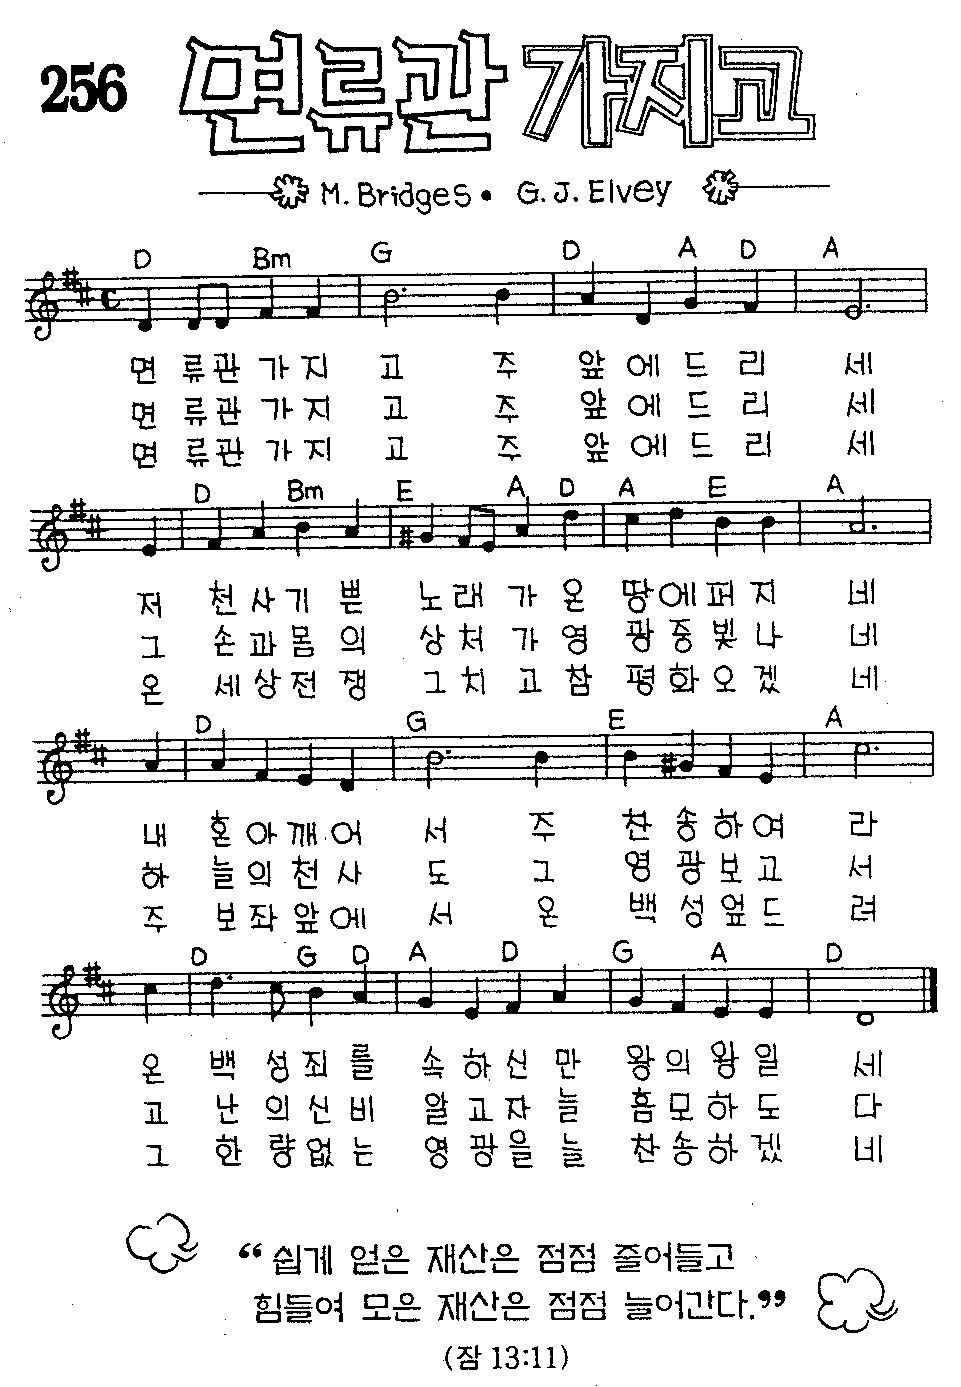 256 면류관 가지고
M. Bridges • G. J. Elvey
D Bm G D A D A
면 류관 가 지 고 주 앞 에 드 리 세
면 류관 가 지 고 주 앞 에 드 리 세
면 류관 가 지 고 주 앞 에 드 리 세
D Bm E A D A E A
저 천 사 기 쁜 노 래 가 온 땅 에 퍼 지 네
그 손 과 몸 의 상 처 가 영 광 중 빛 나 네
온 세 상 전 쟁 그 치 고 참 평 화 오 겠 네
D G E A
내 혼 아 깨 어 서 주 찬 송 하 여 라
하 늘 의 천 사 도 그 영 광 보 고 서
주 보 좌 앞 에 서 온 백 성 엎 드 려
D G D A D G A D
온 백 성 죄 를 속 하 신 만 왕 의 왕 일 세
고 난 의 신 비 알 고 자 늘 흠 모 하 도 다
그 한 량 없 는 영 광 을 늘 찬 송 하 겠 네
“ 쉽게 얻은 재산은 점점 줄어들고
힘들여 모은 재산은 점점 늘어간다.”
(잠 13:11)